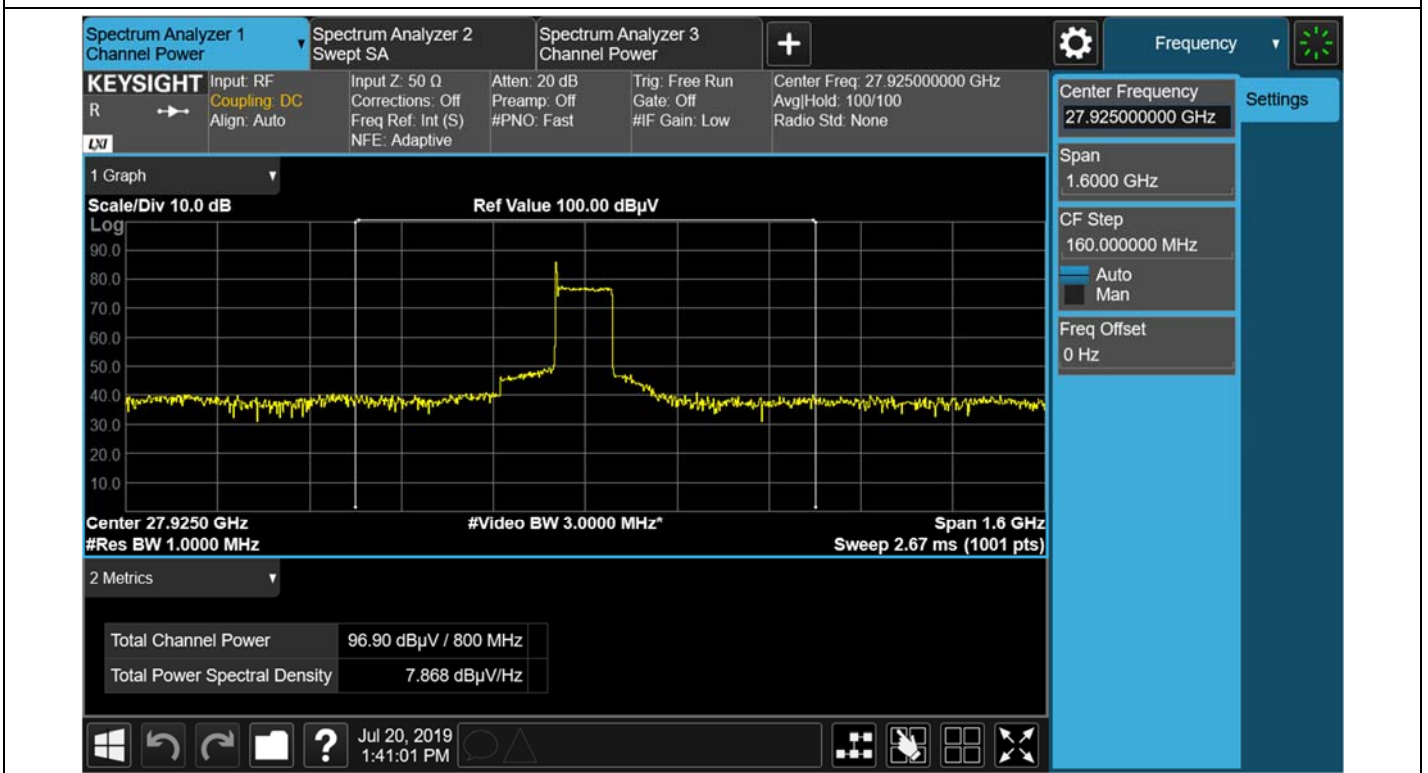 Spectrum Analyzer 1
Channel Power
Spectrum Analyzer 2
Swept SA
Spectrum Analyzer 3
Channel Power
+
Frequency
KEYSIGHT
R
LXI
Input: RF
Coupling: DC
Align: Auto
Input Z: 50 Ω
Corrections: Off
Freq Ref: Int (S)
NFE: Adaptive
Atten: 20 dB
Preamp: Off
#PNO: Fast
Trig: Free Run
Gate: Off
#IF Gain: Low
Center Freq: 27.925000000 GHz
Avg|Hold: 100/100
Radio Std: None
Center Frequency
27.925000000 GHz
Settings
Span
1.6000 GHz
CF Step
160.000000 MHz
Auto
Man
Freq Offset
0 Hz
1 Graph
Scale/Div 10.0 dB
Ref Value 100.00 dBµV
Log
90.0
80.0
70.0
60.0
50.0
40.0
30.0
20.0
10.0
Center 27.9250 GHz
#Video BW 3.0000 MHz*
Span 1.6 GHz
#Res BW 1.0000 MHz
Sweep 2.67 ms (1001 pts)
2 Metrics
Total Channel Power 96.90 dBµV / 800 MHz
Total Power Spectral Density 7.868 dBµV/Hz
?
Jul 20, 2019
1:41:01 PM